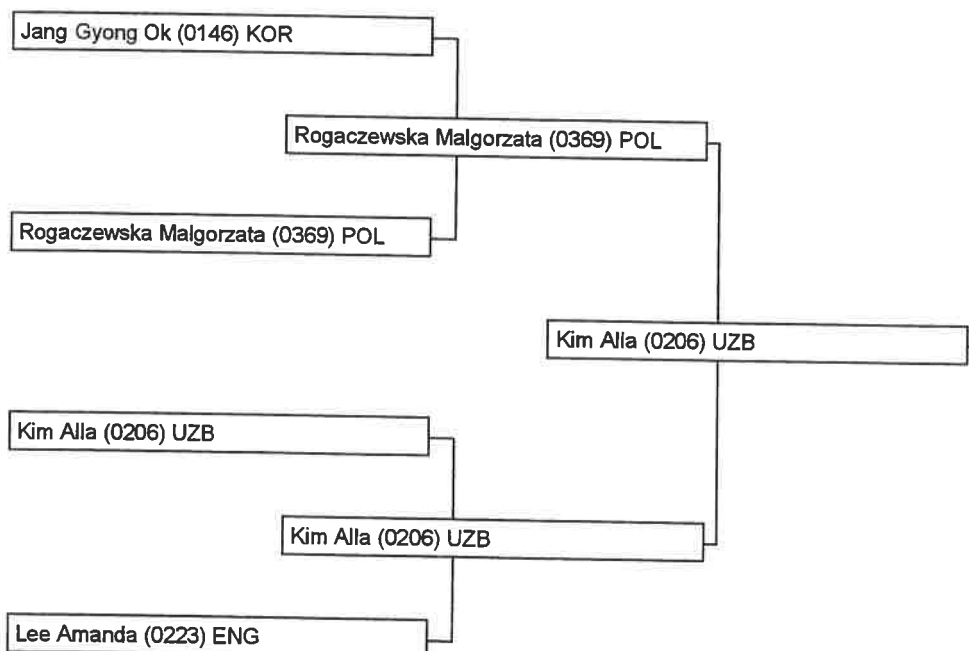 Jang Gyong Ok (0146) KOR
Rogaczewska Malgorzata (0369) POL
Rogaczewska Malgorzata (0369) POL
Kim Alla (0206) UZB
Kim Alla (0206) UZB
Kim Alla (0206) UZB
Lee Amanda (0223) ENG